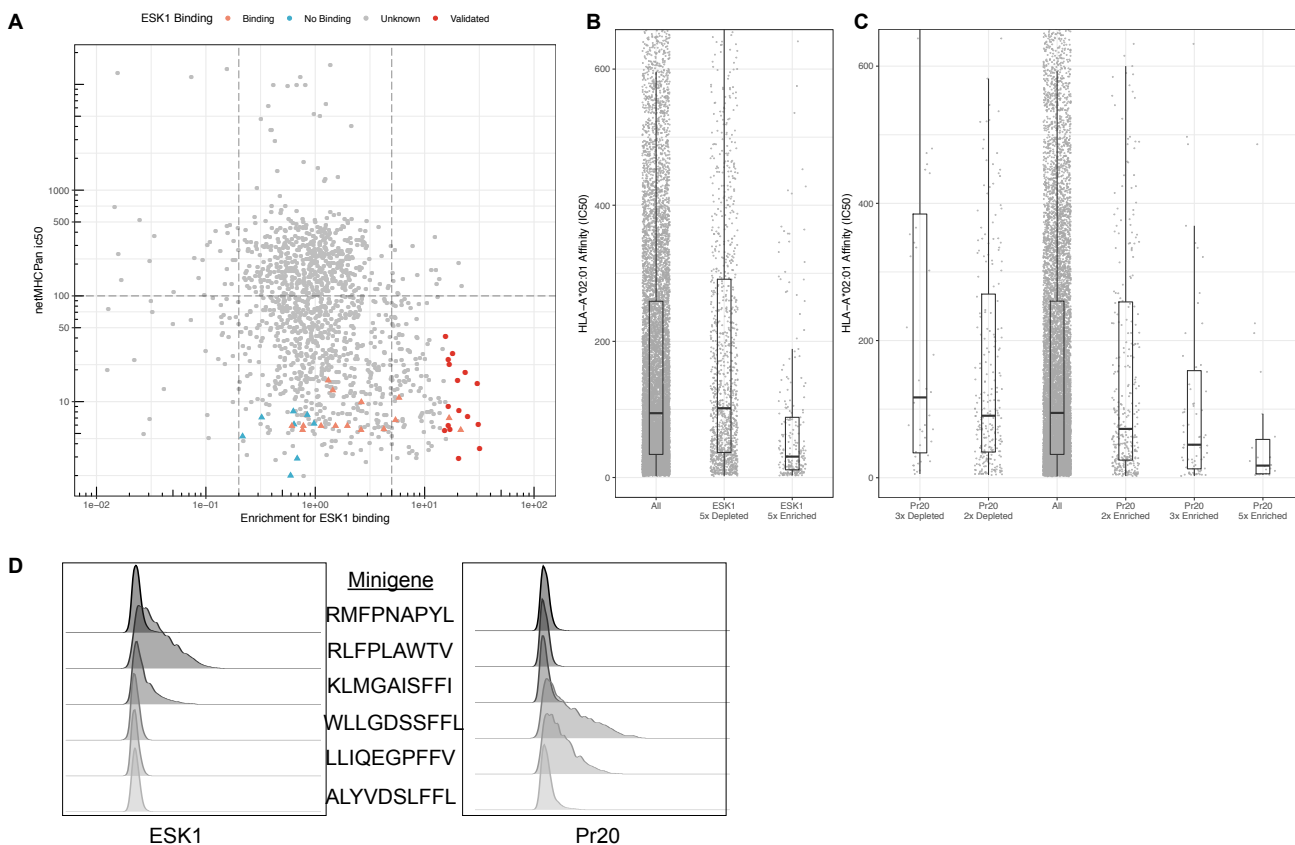 A
ESK1 Binding
Binding
No Binding
Unknown
Validated
netMHCPan ic50
1000
500
100
50
10
1e−02
1e−01
1e+00
1e+01
1e+02
Enrichment for ESK1 binding
B
HLA−A*02:01 Affinity (IC50)
600
400
200
0
All
ESK1
5x Depleted
ESK1
5x Enriched
C
HLA−A*02:01 Affinity (IC50)
600
400
200
0
Pr20
3x Depleted
Pr20
2x Depleted
All
Pr20
2x Enriched
Pr20
3x Enriched
Pr20
5x Enriched
D
Minigene
RMFPNAPYL
RLFPLAWTV
KLMGAISFFI
WLLGDSSFFL
LLIQEGPFFV
ALYVDSLFFL
ESK1
Pr20